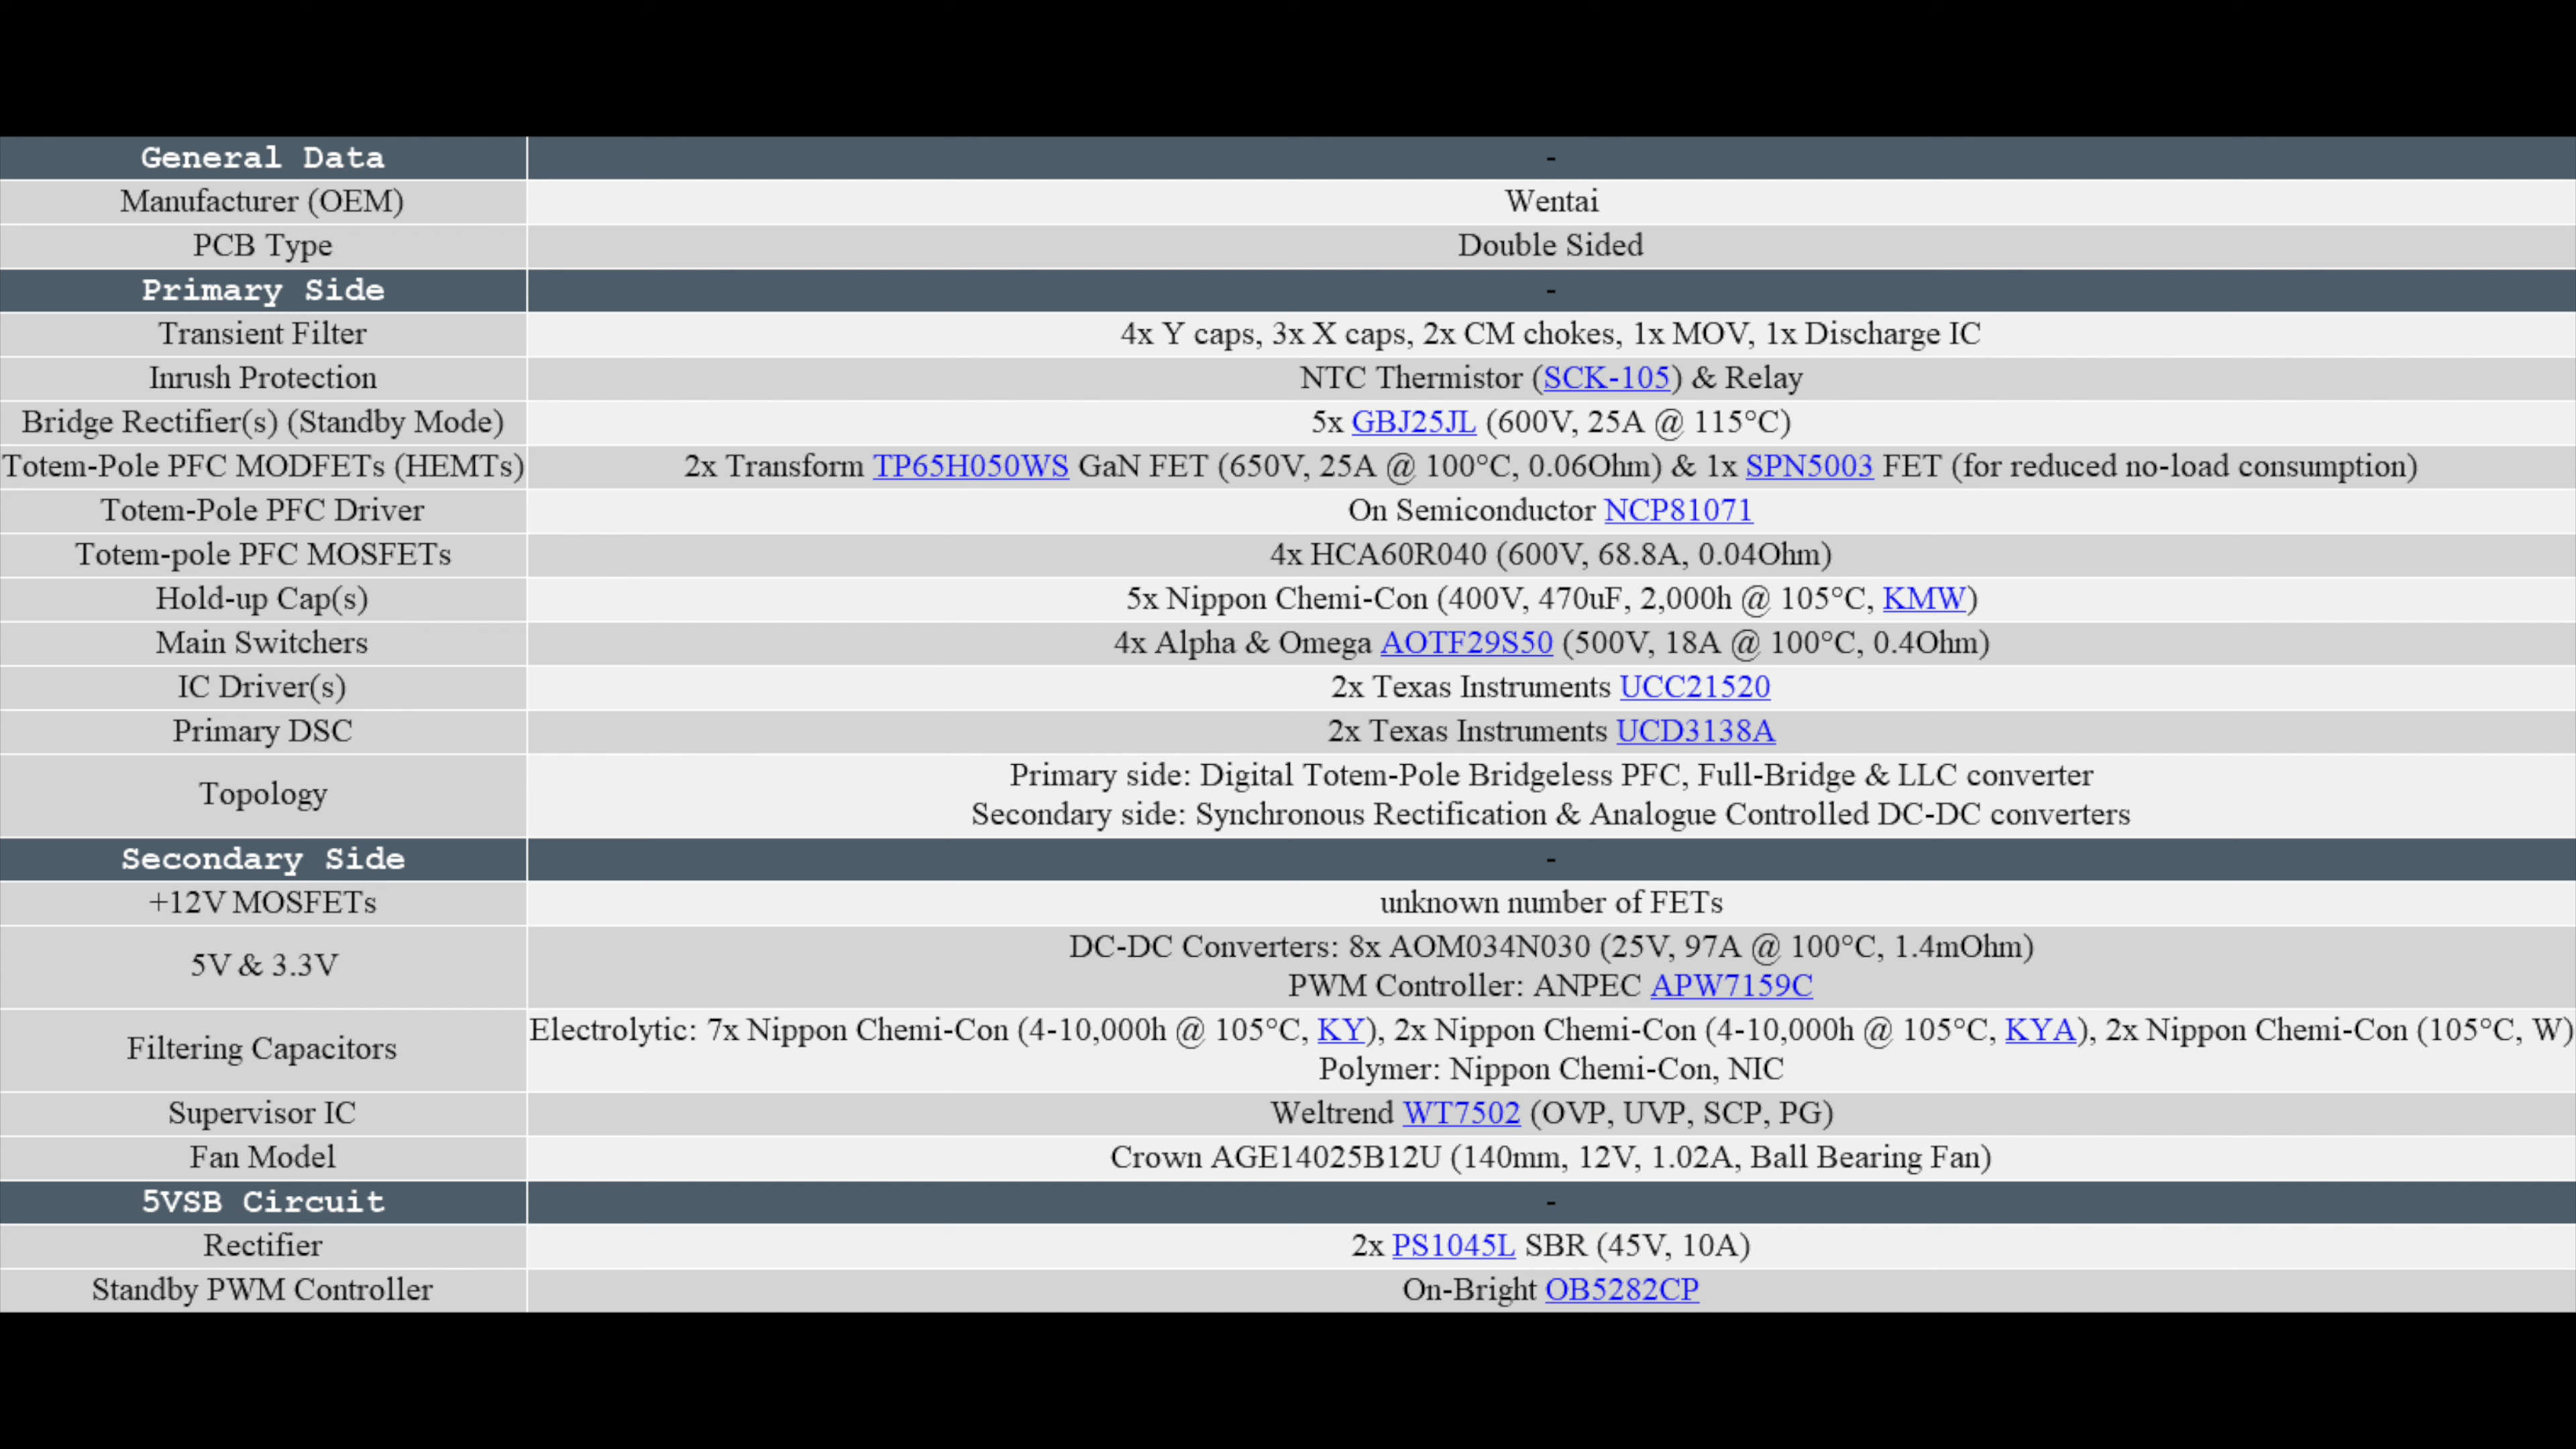 General Data -
Manufacturer (OEM) Wentai
PCB Type Double Sided
Primary Side -
Transient Filter 4x Y caps, 3x X caps, 2x CM chokes, 1x MOV, 1x Discharge IC
Inrush Protection NTC Thermistor (SCK-105) & Relay
Bridge Rectifier(s) (Standby Mode) 5x GBJ25JL (600V, 25A @ 115°C)
Totem-Pole PFC MODFETs (HEMTs) 2x Transform TP65H050WS GaN FET (650V, 25A @ 100°C, 0.06Ohm) & 1x SPN5003 FET (for reduced no-load consumption)
Totem-Pole PFC Driver On Semiconductor NCP81071
Totem-pole PFC MOSFETs 4x HCA60R040 (600V, 68.8A, 0.04Ohm)
Hold-up Cap(s) 5x Nippon Chemi-Con (400V, 470uF, 2,000h @ 105°C, KMW)
Main Switchers 4x Alpha & Omega AOTF29S50 (500V, 18A @ 100°C, 0.4Ohm)
IC Driver(s) 2x Texas Instruments UCC21520
Primary DSC 2x Texas Instruments UCD3138A
Topology Primary side: Digital Totem-Pole Bridgeless PFC, Full-Bridge & LLC converter
Secondary side: Synchronous Rectification & Analogue Controlled DC-DC converters
Secondary Side -
+12V MOSFETs unknown number of FETs
5V & 3.3V DC-DC Converters: 8x AOM034N030 (25V, 97A @ 100°C, 1.4mOhm)
PWM Controller: ANPEC APW7159C
Filtering Capacitors Electrolytic: 7x Nippon Chemi-Con (4-10,000h @ 105°C, KY), 2x Nippon Chemi-Con (4-10,000h @ 105°C, KYA), 2x Nippon Chemi-Con (105°C, W)
Polymer: Nippon Chemi-Con, NIC
Supervisor IC Weltrend WT7502 (OVP, UVP, SCP, PG)
Fan Model Crown AGE14025B12U (140mm, 12V, 1.02A, Ball Bearing Fan)
5VSB Circuit -
Rectifier 2x PS1045L SBR (45V, 10A)
Standby PWM Controller On-Bright OB5282CP